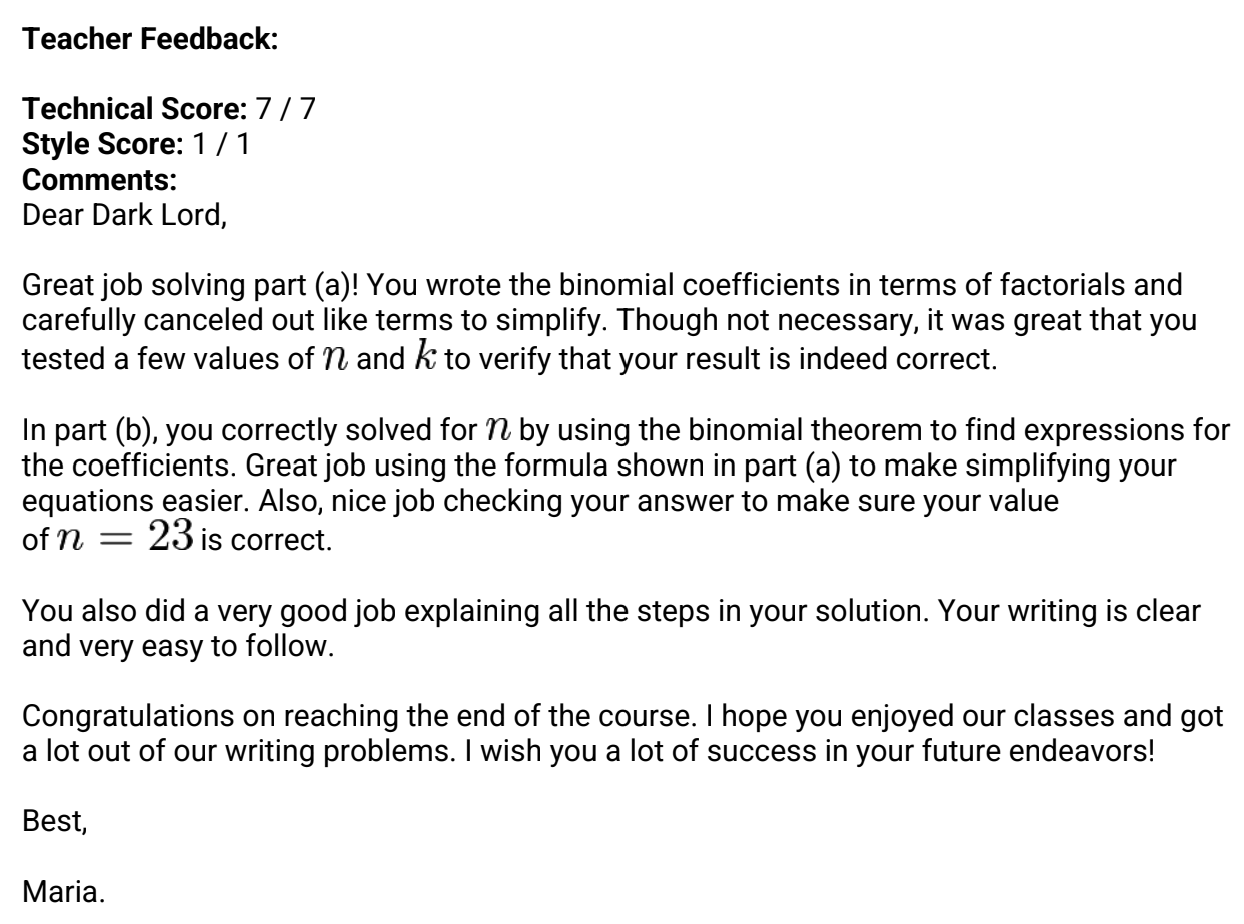 Teacher Feedback:
Technical Score: 7 / 7
Style Score: 1 / 1
Comments:
Dear Dark Lord,
Great job solving part (a)! You wrote the binomial coefficients in terms of factorials and
carefully canceled out like terms to simplify. Though not necessary, it was great that you
tested a few values of n and k to verify that your result is indeed correct.
In part (b), you correctly solved for n by using the binomial theorem to find expressions for
the coefficients. Great job using the formula shown in part (a) to make simplifying your
equations easier. Also, nice job checking your answer to make sure your value
of n = 23 is correct.
You also did a very good job explaining all the steps in your solution. Your writing is clear
and very easy to follow.
Congratulations on reaching the end of the course. I hope you enjoyed our classes and got
a lot out of our writing problems. I wish you a lot of success in your future endeavors!
Best,
Maria.